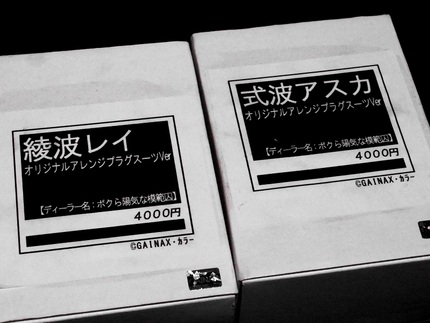 綾波レイ
オリジナルアレンジプラグスーツVer
【ディーラー名:ボクら陽気な模範囚】
4000円
©GAINAX・カラー
式波アスカ
オリジナルアレンジプラグスーツVer
【ディーラー名:ボクら陽気な模範囚】
4000円
©GAINAX・カラー